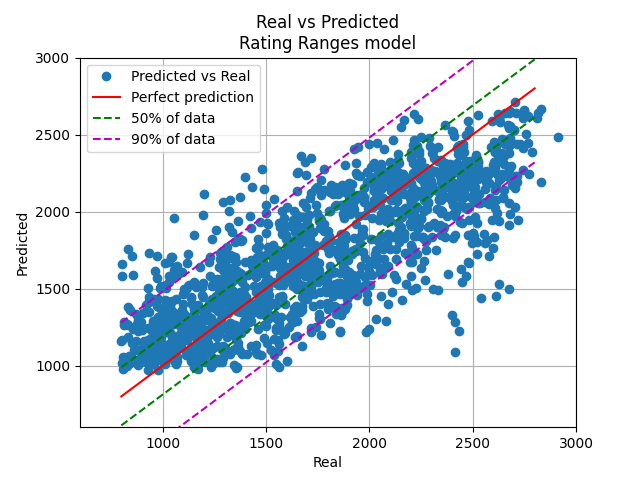 Real vs Predicted
Rating Ranges model
3000
2500
2000
1500
1000
Predicted
Predicted vs Real
Perfect prediction
50% of data
90% of data
1000
1500
2000
2500
3000
Real